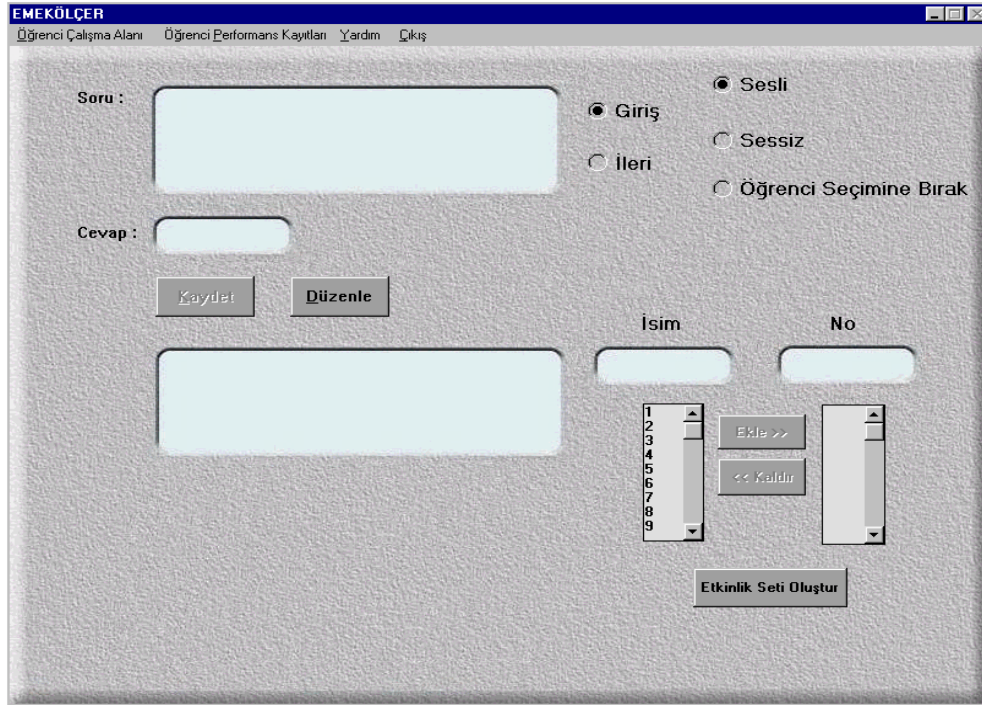 EMEKÖLÇER
Öğrenci Çalışma Alanı Öğrenci Performans Kayıtları Yardım Çıkış
Soru :
Giriş
İleri
Sesli
Sessiz
Öğrenci Seçimine Bırak
Cevap :
Kaydet Düzenle
İsim No
1
2
3
4
5
6
7
8
9
Ekle >>
<< Kaldır
Etkinlik Seti Oluştur